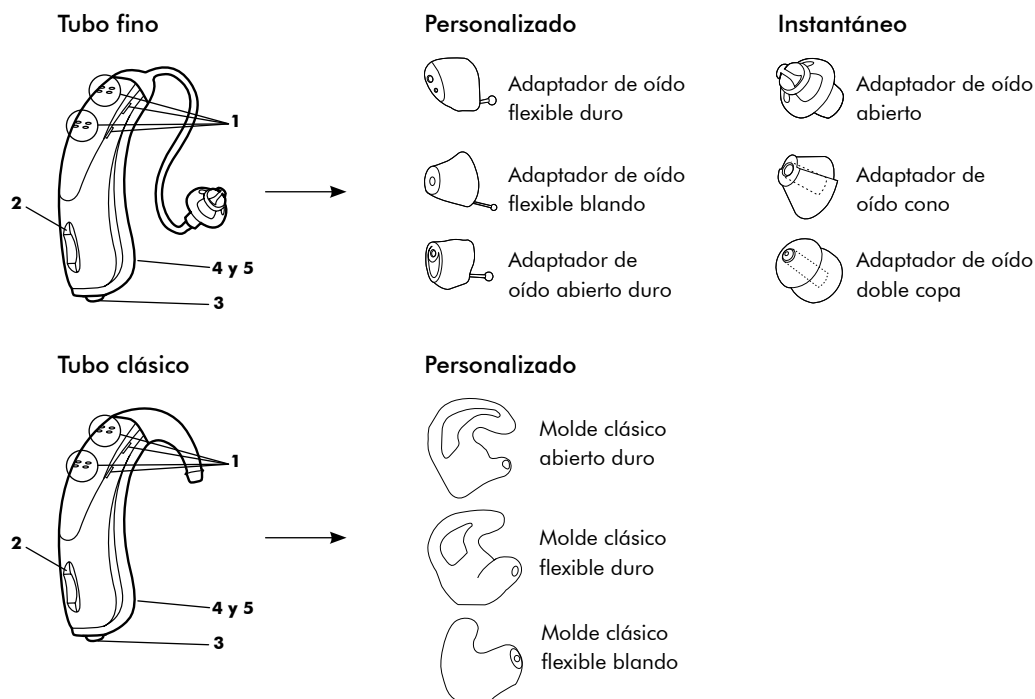 Tubo fino
1
2
4 y 5
3
Personalizado
Adaptador de oído
flexible duro
Adaptador de oído
flexible blando
Adaptador de
oído abierto duro
Instantáneo
Adaptador de oído
abierto
Adaptador de
oído cono
Adaptador de oído
doble copa
Tubo clásico
1
2
4 y 5
3
Personalizado
Molde clásico
abierto duro
Molde clásico
flexible duro
Molde clásico
flexible blando